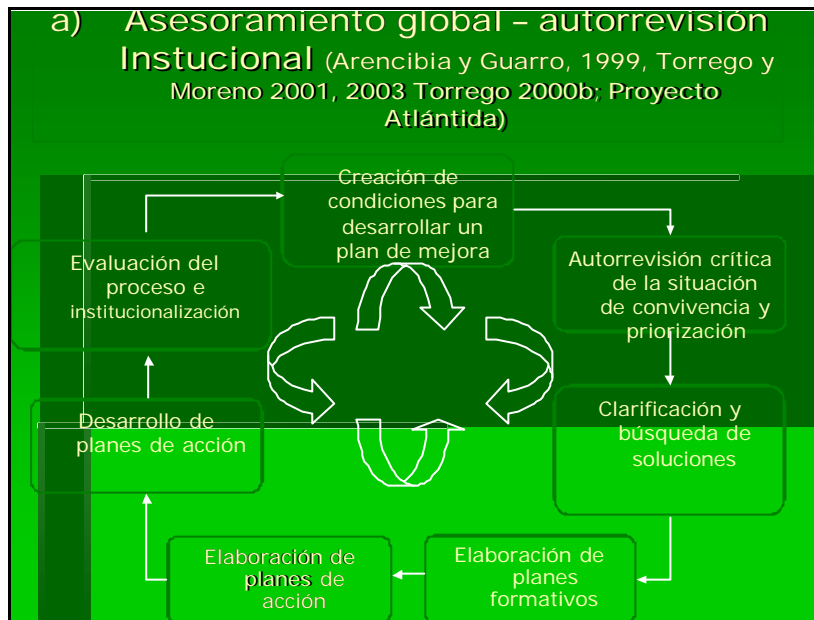 a) Asesoramiento global – autorrevisión
Instucional (Arencibia y Guarro, 1999, Torrego y
Moreno 2001, 2003 Torrego 2000b; Proyecto
Atlántida)
Creación de
condiciones para
desarrollar un
plan de mejora
Autorrevisión crítica
de la situación
de convivencia y
priorización
Clarificación y
búsqueda de
soluciones
Elaboración de
planes
formativos
Elaboración de
planes de
acción
Desarrollo de
planes de acción
Evaluación del
proceso e
institucionalización